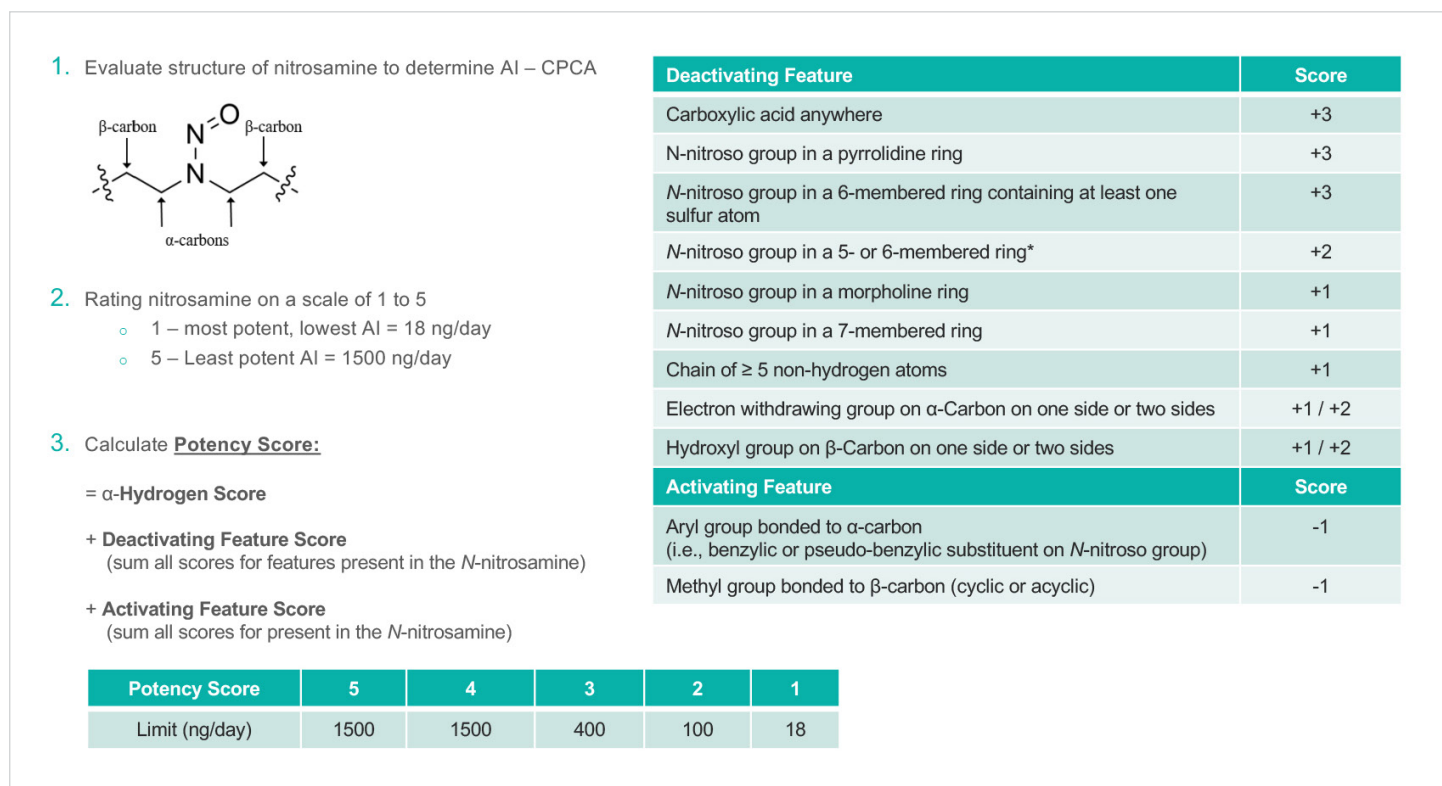 1. Evaluate structure of nitrosamine to determine AI – CPCA
β-carbon
N
O
β-carbon
N
α-carbons
2. Rating nitrosamine on a scale of 1 to 5
○ 1 – most potent, lowest AI = 18 ng/day
○ 5 – Least potent AI = 1500 ng/day
3. Calculate Potency Score:
= α-Hydrogen Score
+ Deactivating Feature Score
(sum all scores for features present in the N-nitrosamine)
+ Activating Feature Score
(sum all scores for present in the N-nitrosamine)
Deactivating Feature Score
Carboxylic acid anywhere +3
N-nitroso group in a pyrrolidine ring +3
N-nitroso group in a 6-membered ring containing at least one +3
sulfur atom
N-nitroso group in a 5- or 6-membered ring* +2
N-nitroso group in a morpholine ring +1
N-nitroso group in a 7-membered ring +1
Chain of ≥ 5 non-hydrogen atoms +1
Electron withdrawing group on α-Carbon on one side or two sides +1 / +2
Hydroxyl group on β-Carbon on one side or two sides +1 / +2
Activating Feature Score
Aryl group bonded to α-carbon -1
(i.e., benzylic or pseudo-benzylic substituent on N-nitroso group)
Methyl group bonded to β-carbon (cyclic or acyclic) -1
Potency Score 5 4 3 2 1
Limit (ng/day) 1500 1500 400 100 18